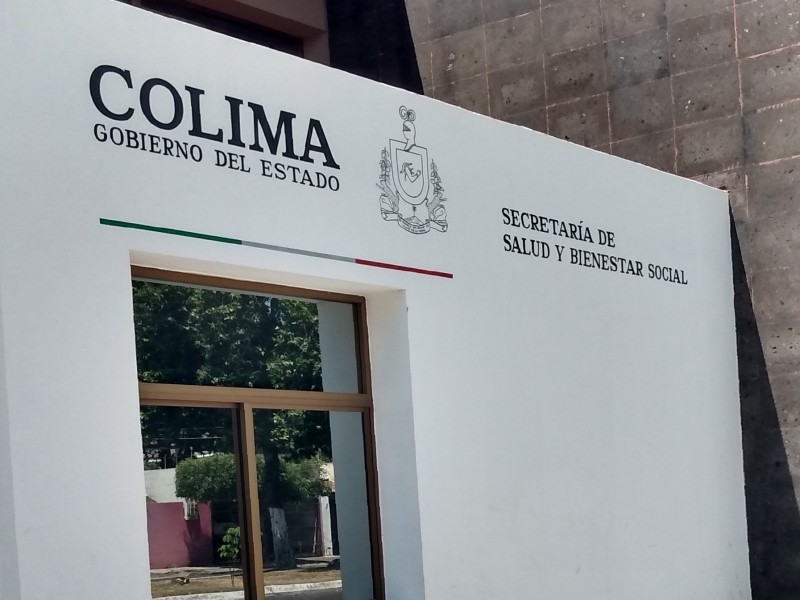 COLIMA
GOBIERNO DEL ESTADO
SECRETARÍA DE
SALUD Y BIENESTAR SOCIAL